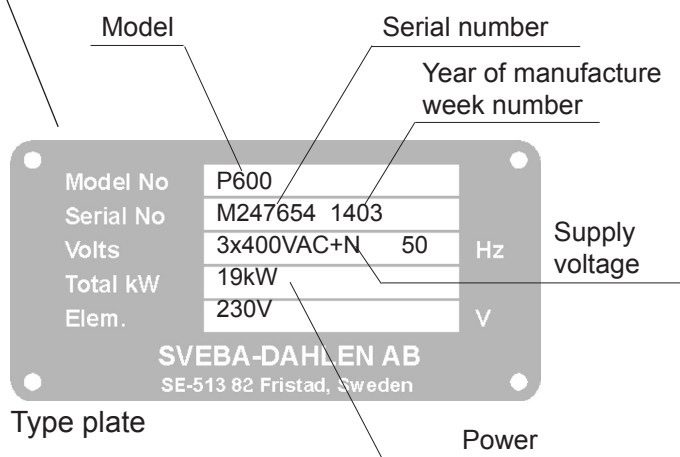 Model
Serial number
Year of manufacture
week number
Model No P600
Serial No M247654 1403
Volts 3x400VAC+N 50 Hz
Total kW 19kW
Elem. 230V V
Supply
voltage
SVEBA-DAHLEN AB
SE-513 82 Fristad, Sweden
Type plate
Power